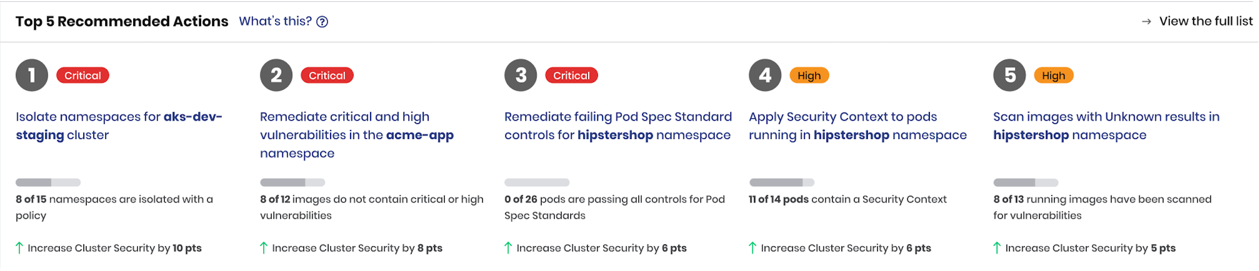 Top 5 Recommended Actions What's this? ?
→ View the full list
1 Critical
Isolate namespaces for aks-dev-
staging cluster
8 of 15 namespaces are isolated with a
policy
↑ Increase Cluster Security by 10 pts
2 Critical
Remediate critical and high
vulnerabilities in the acme-app
namespace
8 of 12 images do not contain critical or high
vulnerabilities
↑ Increase Cluster Security by 8 pts
3 Critical
Remediate failing Pod Spec Standard
controls for hipstershop namespace
0 of 26 pods are passing all controls for Pod
Spec Standards
↑ Increase Cluster Security by 6 pts
4 High
Apply Security Context to pods
running in hipstershop namespace
11 of 14 pods contain a Security Context
↑ Increase Cluster Security by 6 pts
5 High
Scan images with Unknown results in
hipstershop namespace
8 of 13 running images have been scanned
for vulnerabilities
↑ Increase Cluster Security by 5 pts